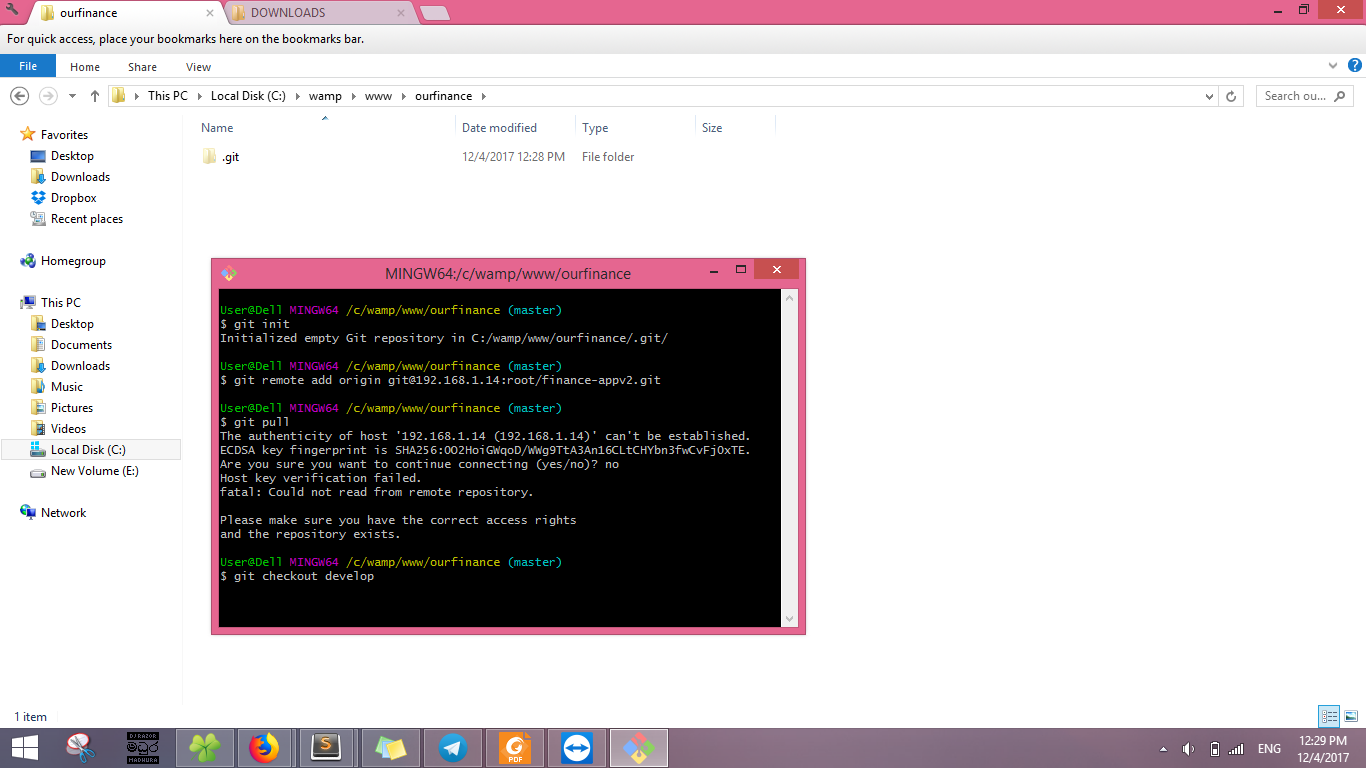 ourfinance
DOWNLOADS
For quick access, place your bookmarks here on the bookmarks bar.
File Home Share View
This PC Local Disk (C:) wamp www ourfinance
Search ou...
Name Date modified Type Size
.git 12/4/2017 12:28 PM File folder
Favorites
Desktop
Downloads
Dropbox
Recent places
Homegroup
This PC
Desktop
Documents
Downloads
Music
Pictures
Videos
Local Disk (C:)
New Volume (E:)
Network
MINGW64:/c/wamp/www/ourfinance
User@Dell MINGW64 /c/wamp/www/ourfinance (master)
$ git init
Initialized empty Git repository in C:/wamp/www/ourfinance/.git/
User@Dell MINGW64 /c/wamp/www/ourfinance (master)
$ git remote add origin git@192.168.1.14:root/finance-appv2.git
User@Dell MINGW64 /c/wamp/www/ourfinance (master)
$ git pull
The authenticity of host '192.168.1.14 (192.168.1.14)' can't be established.
ECDSA key fingerprint is SHA256:OO2HoiGWqoD/WWg9TtA3An16CLtCHYbn3fwCvFjOxTE.
Are you sure you want to continue connecting (yes/no)? no
Host key verification failed.
fatal: Could not read from remote repository.
Please make sure you have the correct access rights
and the repository exists.
User@Dell MINGW64 /c/wamp/www/ourfinance (master)
$ git checkout develop
1 item
DJ RAZOR
MADHURA
S
PDF
ENG
12:29 PM
12/4/2017